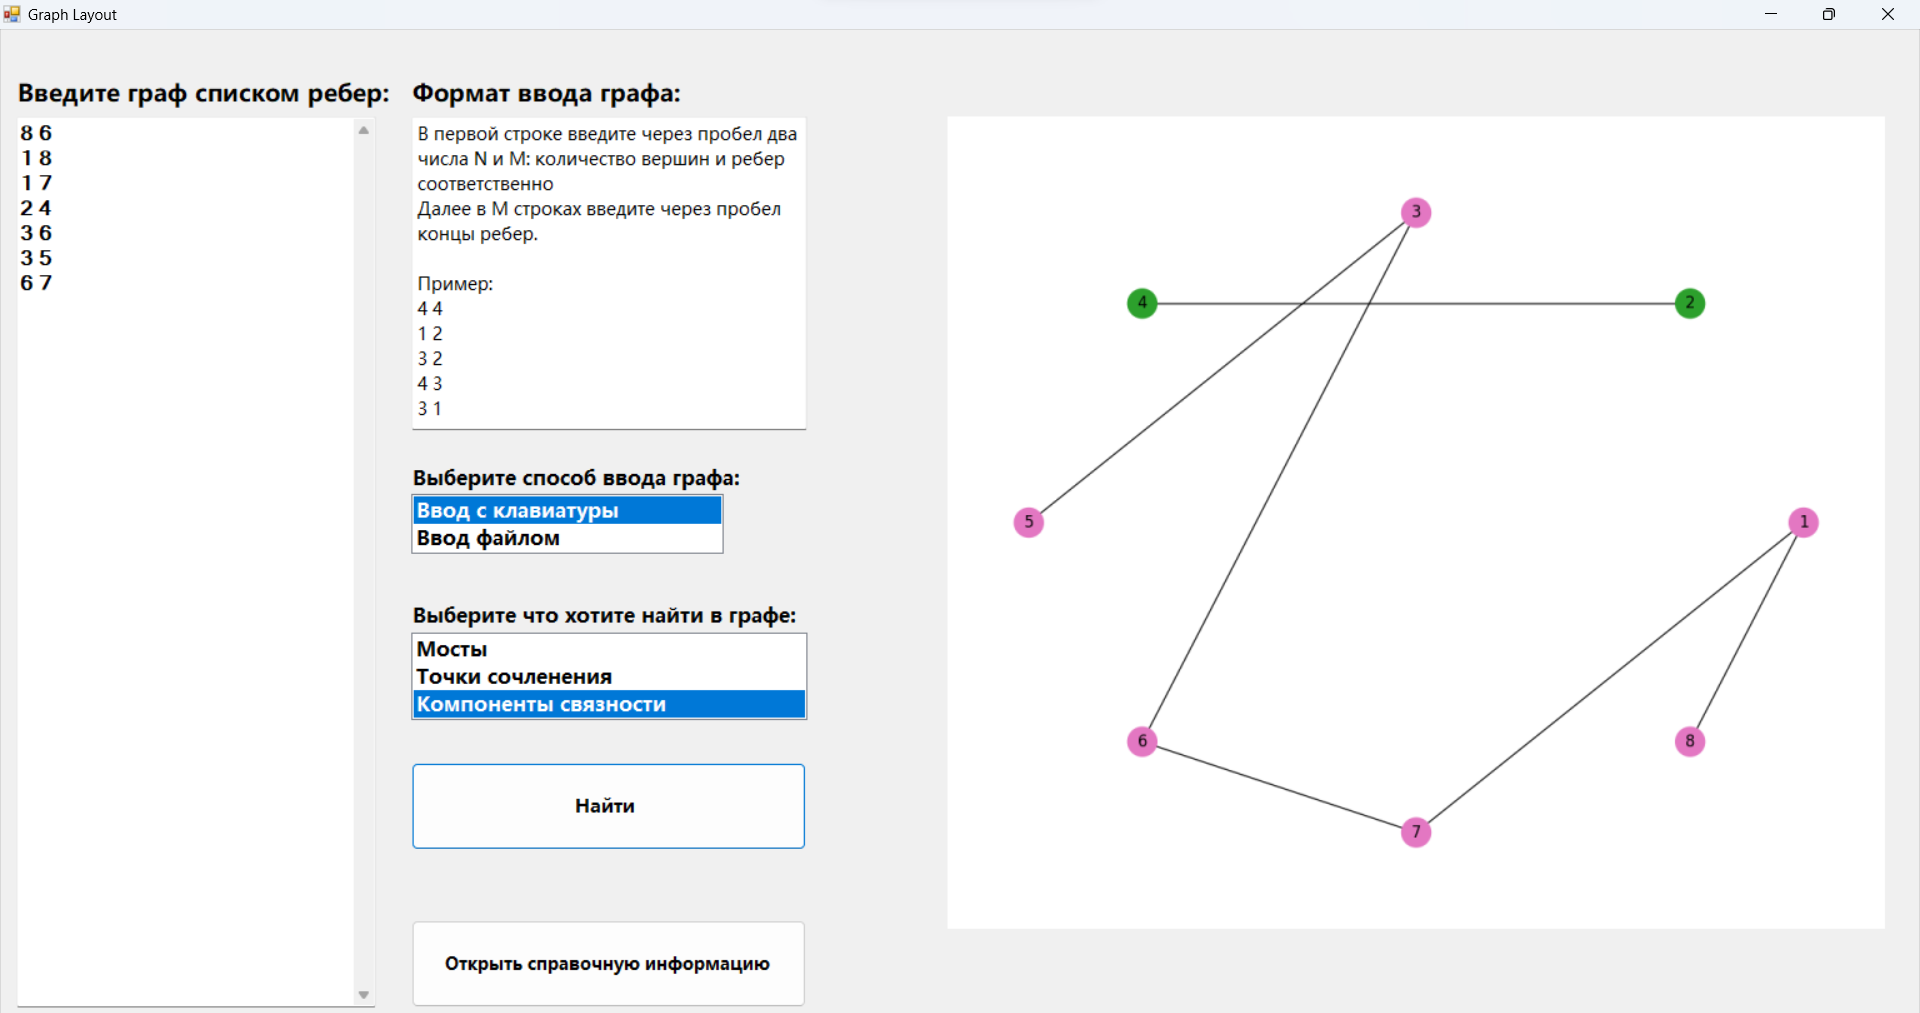 Graph Layout
Введите граф списком ребер:
8 6
1 8
1 7
2 4
3 6
3 5
6 7
Формат ввода графа:
В первой строке введите через пробел два
числа N и M: количество вершин и ребер
соответственно
Далее в M строках введите через пробел
концы ребер.
Пример:
4 4
1 2
3 2
4 3
3 1
Выберите способ ввода графа:
Ввод с клавиатуры
Ввод файлом
Выберите что хотите найти в графе:
Мосты
Точки сочленения
Компоненты связности
Найти
Открыть справочную информацию
3
4
2
5
1
6
8
7